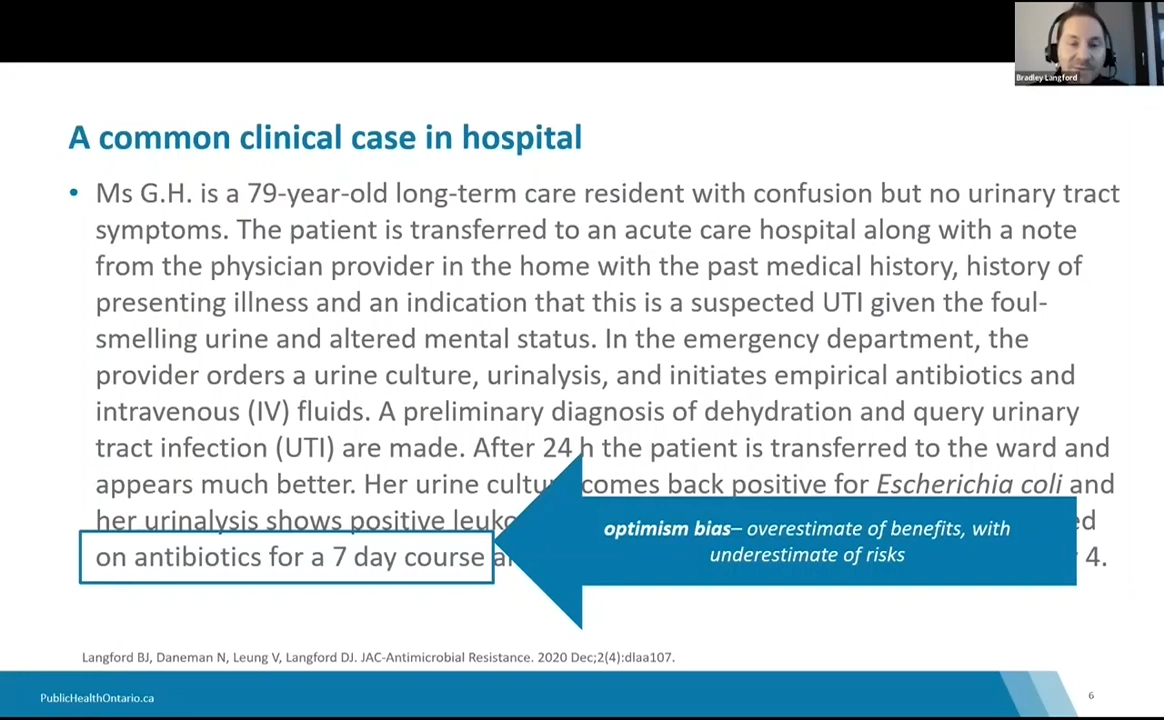 Bradley Langford
A common clinical case in hospital
• Ms G.H. is a 79-year-old long-term care resident with confusion but no urinary tract
symptoms. The patient is transferred to an acute care hospital along with a note
from the physician provider in the home with the past medical history, history of
presenting illness and an indication that this is a suspected UTI given the foul-
smelling urine and altered mental status. In the emergency department, the
provider orders a urine culture, urinalysis, and initiates empirical antibiotics and
intravenous (IV) fluids. A preliminary diagnosis of dehydration and query urinary
tract infection (UTI) are made. After 24 h the patient is transferred to the ward and
appears much better. Her urine cultu comes back positive for Escherichia coli and
her urinalysis shows positive leuko
on antibiotics for a 7 day course
4.
optimism bias– overestimate of benefits, with
underestimate of risks
Langford BJ, Daneman N, Leung V, Langford DJ. JAC-Antimicrobial Resistance. 2020 Dec;2(4):dlaa107.
PublicHealthOntario.ca
6